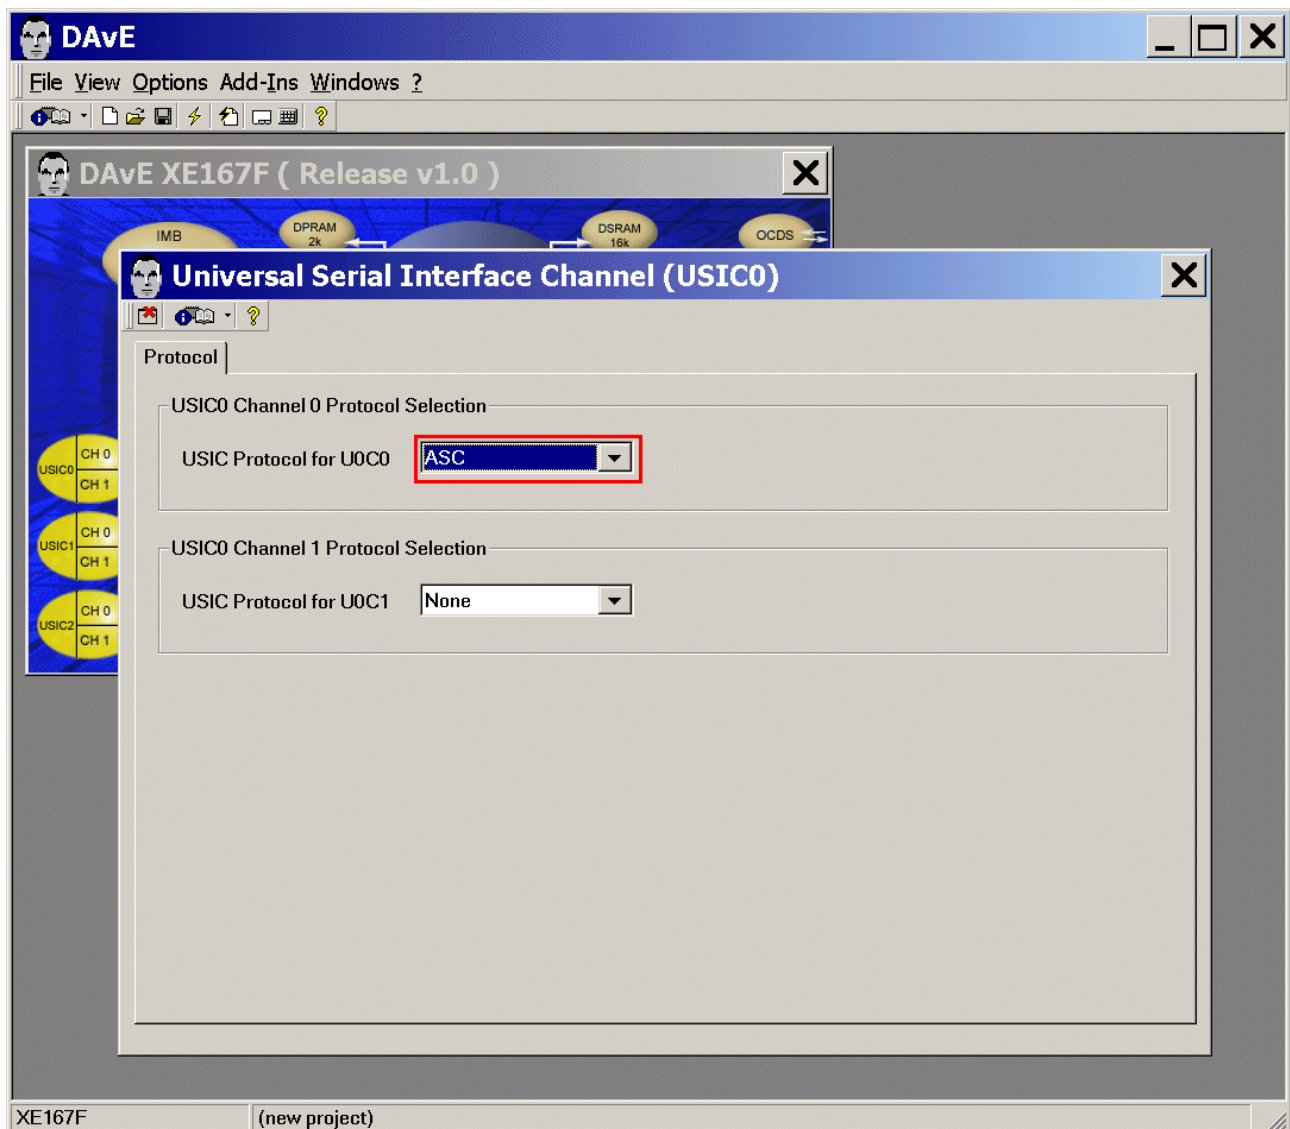 DAvE
File View Options Add-Ins Windows ?
DAvE XE167F ( Release v1.0 )
IMB
DPRAM
2k
DSRAM
16k
OCDS
Universal Serial Interface Channel (USIC0)
Protocol
USIC0 Channel 0 Protocol Selection
USIC Protocol for U0C0 ASC
USIC0 Channel 1 Protocol Selection
USIC Protocol for U0C1 None
USIC0 CH 0
CH 1
USIC1 CH 0
CH 1
USIC2 CH 0
CH 1
XE167F (new project)